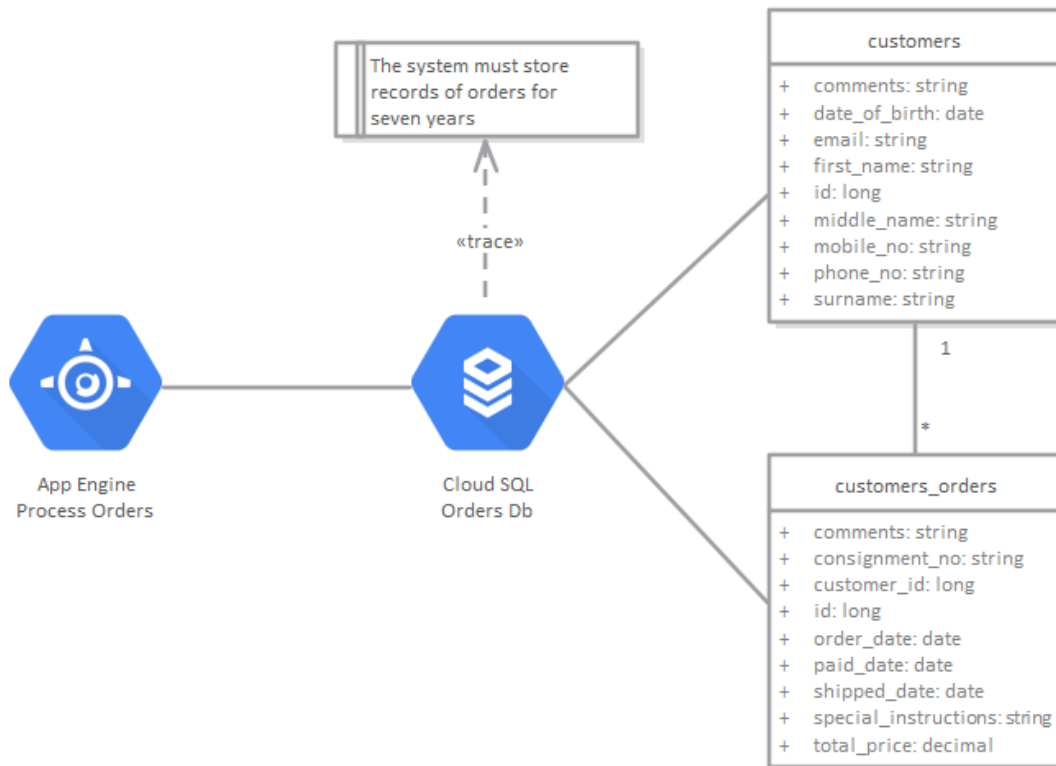 The system must store
records of orders for
seven years
«trace»
App Engine
Process Orders
Cloud SQL
Orders Db
customers
+ comments: string
+ date_of_birth: date
+ email: string
+ first_name: string
+ id: long
+ middle_name: string
+ mobile_no: string
+ phone_no: string
+ surname: string
1
*
customers_orders
+ comments: string
+ consignment_no: string
+ customer_id: long
+ id: long
+ order_date: date
+ paid_date: date
+ shipped_date: date
+ special_instructions: string
+ total_price: decimal